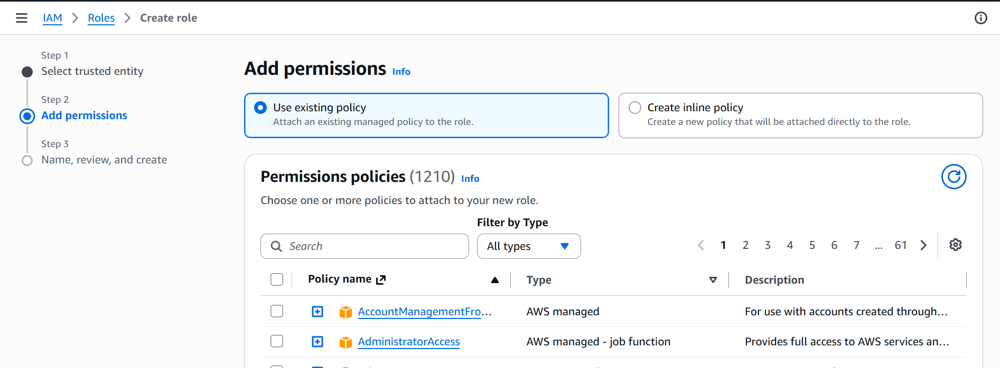 IAM > Roles > Create role
Step 1
Select trusted entity
Step 2
Add permissions
Step 3
Name, review, and create
Add permissions Info
Use existing policy
Attach an existing managed policy to the role.
Create inline policy
Create a new policy that will be attached directly to the role.
Permissions policies (1210) Info
Choose one or more policies to attach to your new role.
Filter by Type
Search
All types
1 2 3 4 5 6 7 ... 61
Policy name Type Description
AccountManagementFro... AWS managed For use with accounts created through...
AdministratorAccess AWS managed - job function Provides full access to AWS services an...